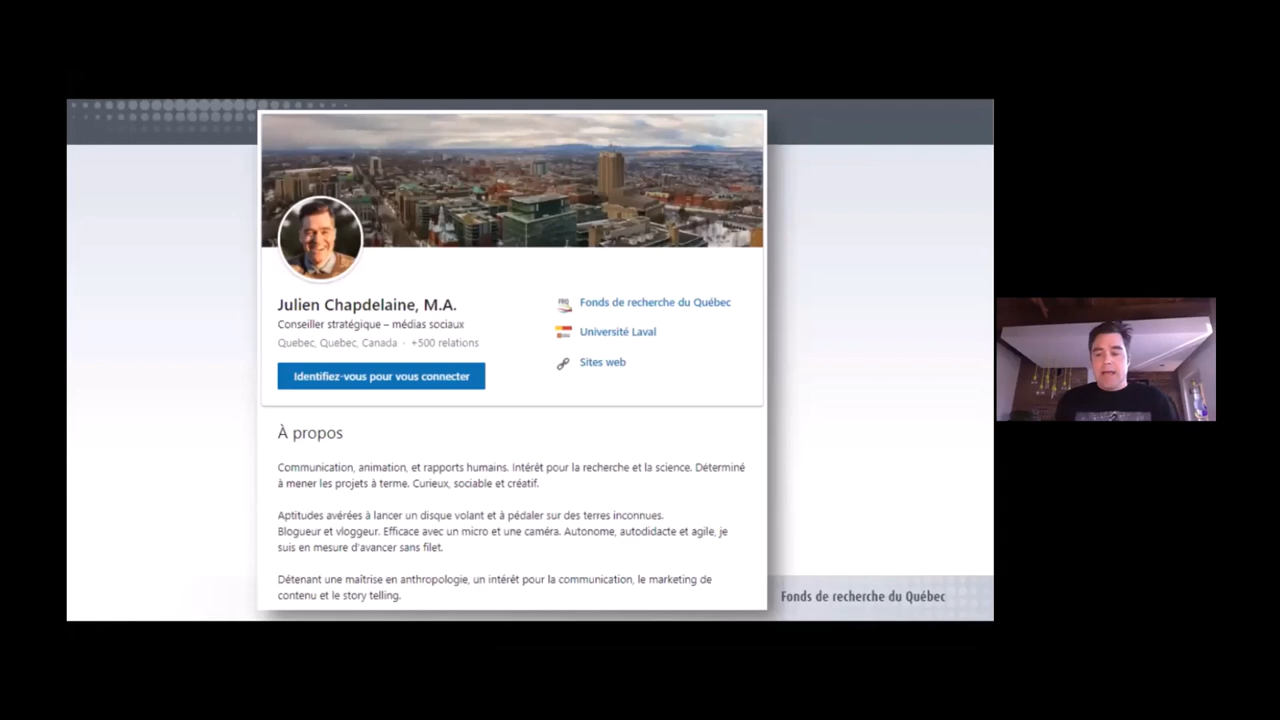 Julien Chapdelaine, M.A.
Conseiller stratégique – médias sociaux
Quebec, Quebec, Canada · +500 relations
Identifiez-vous pour vous connecter
FRQ
Fonds de recherche du Québec
Université Laval
Sites web
À propos
Communication, animation, et rapports humains. Intérêt pour la recherche et la science. Déterminé
à mener les projets à terme. Curieux, sociable et créatif.
Aptitudes avérées à lancer un disque volant et à pédaler sur des terres inconnues.
Blogueur et vloggeur. Efficace avec un micro et une caméra. Autonome, autodidacte et agile, je
suis en mesure d'avancer sans filet.
Détenant une maîtrise en anthropologie, un intérêt pour la communication, le marketing de
contenu et le story telling.
Fonds de recherche du Québec